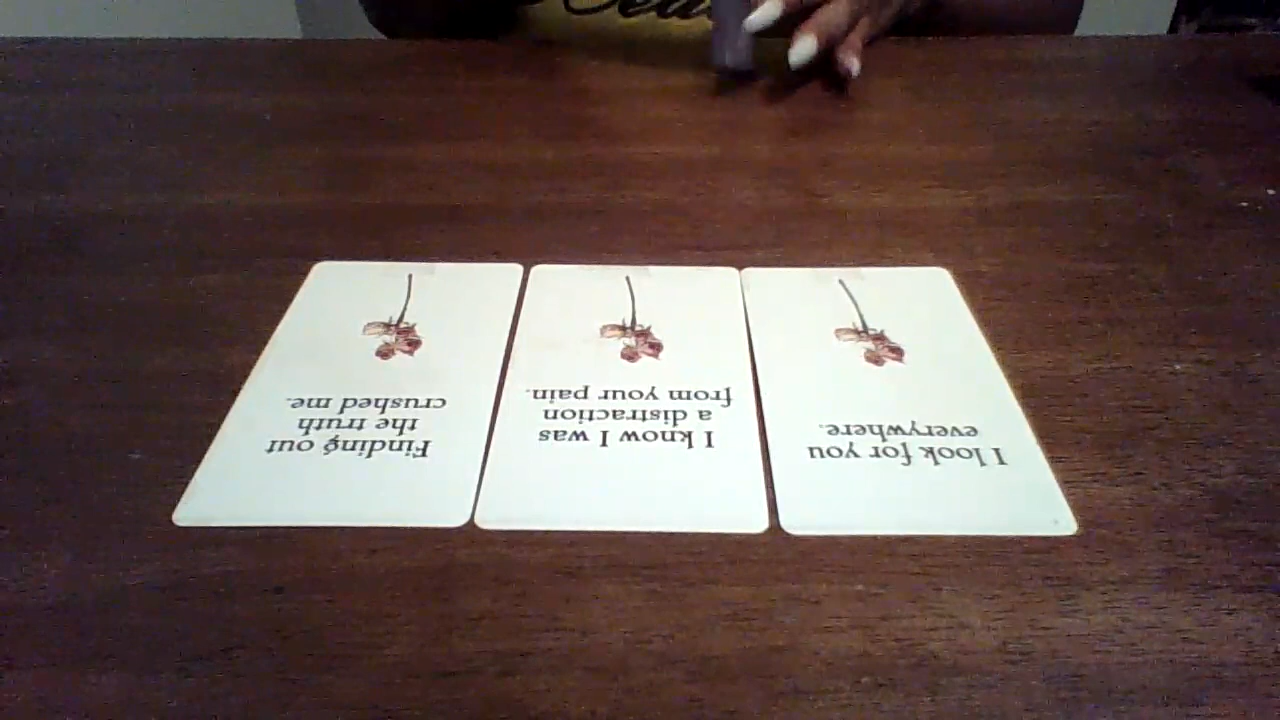 I look for you
everywhere.
I know I was
a distraction
from your pain.
Finding out
the truth
crushed me.